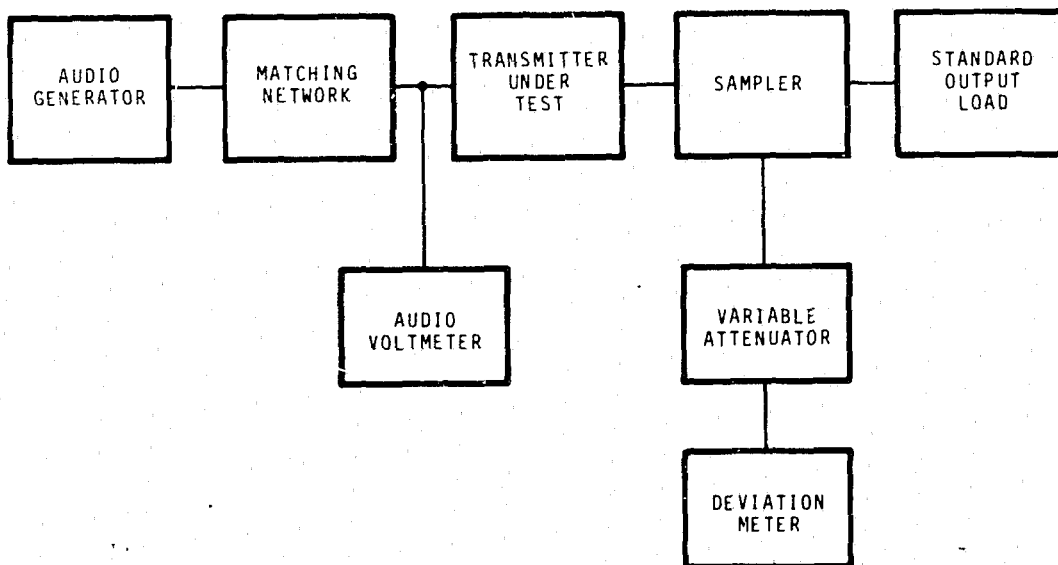 AUDIO
GENERATOR
MATCHING
NETWORK
TRANSMITTER
UNDER
TEST
SAMPLER
STANDARD
OUTPUT
LOAD
AUDIO
VOLTMETER
VARIABLE
ATTENUATOR
DEVIATION
METER